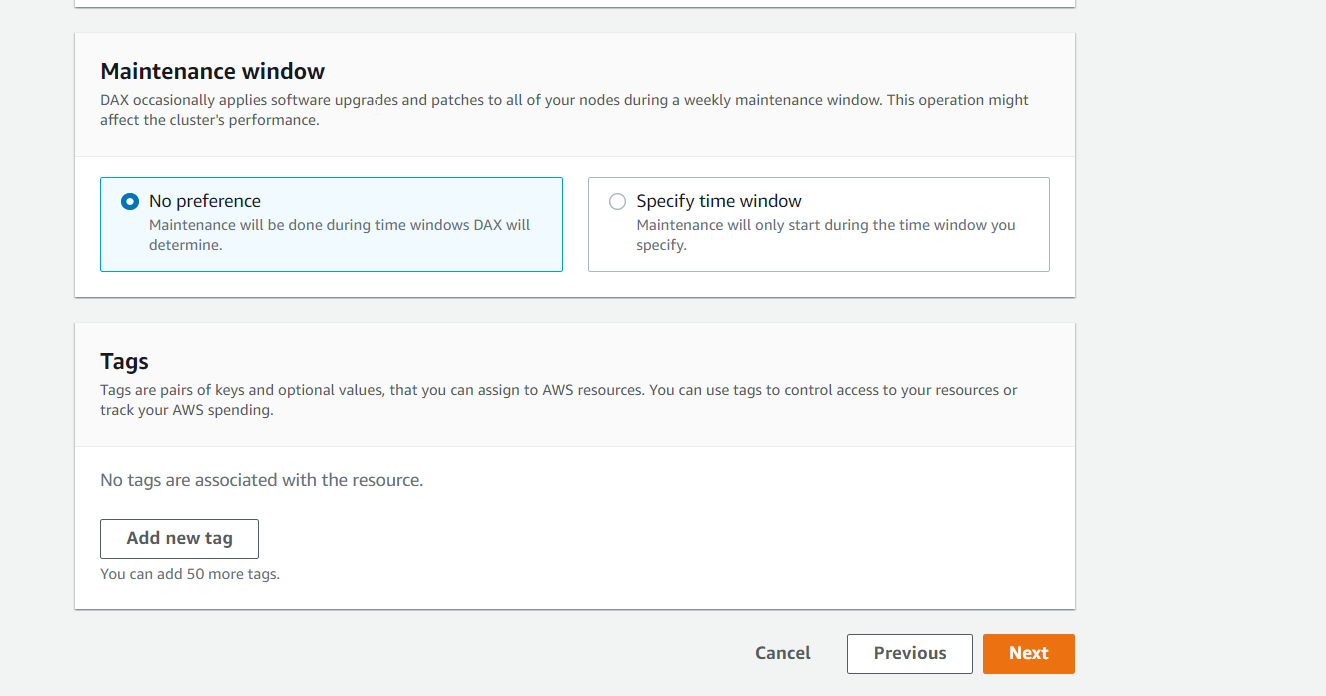 Maintenance window
DAX occasionally applies software upgrades and patches to all of your nodes during a weekly maintenance window. This operation might
affect the cluster's performance.
No preference
Maintenance will be done during time windows DAX will
determine.
Specify time window
Maintenance will only start during the time window you
specify.
Tags
Tags are pairs of keys and optional values, that you can assign to AWS resources. You can use tags to control access to your resources or
track your AWS spending.
No tags are associated with the resource.
Add new tag
You can add 50 more tags.
Cancel
Previous
Next